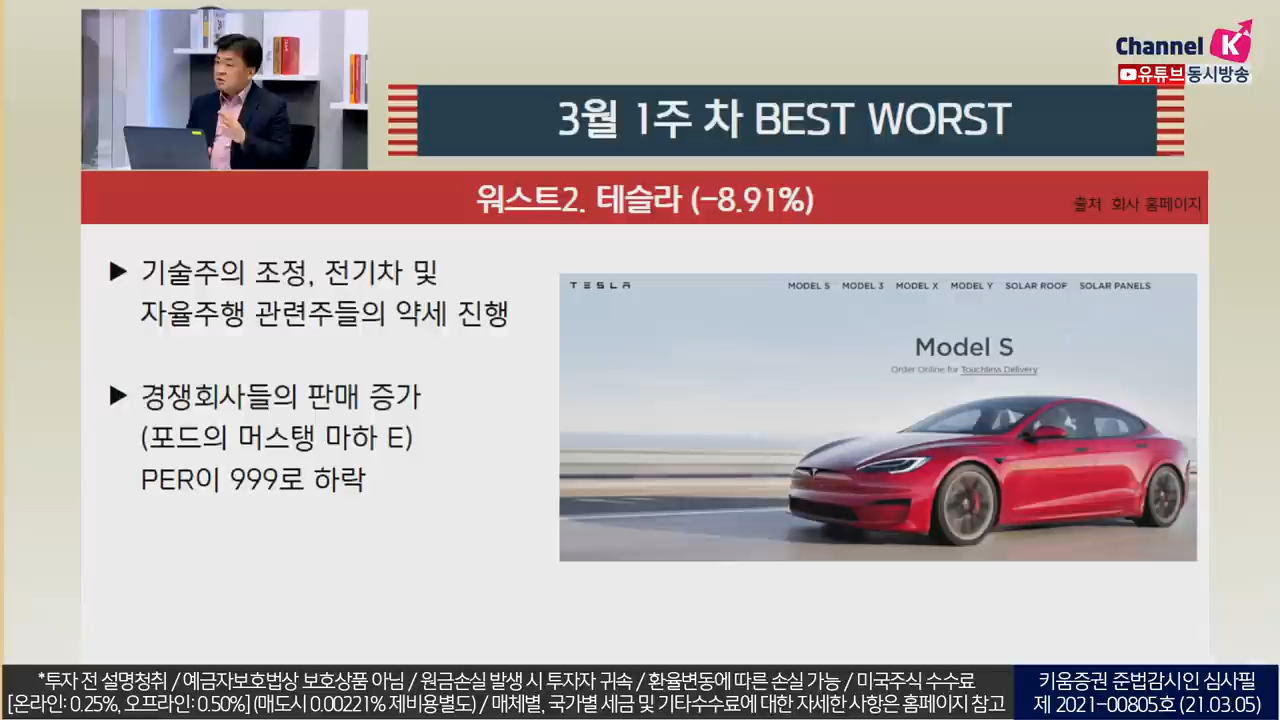 Channel K
유튜브 동시방송
3월 1주 차 BEST WORST
워스트2. 테슬라 (-8.91%)
출저 회사 홈페이지
▶ 기술주의 조정, 전기차 및
자율주행 관련주들의 약세 진행
▶ 경쟁회사들의 판매 증가
(포드의 머스탱 마하 E)
PER이 999로 하락
TESLA
MODEL S MODEL 3 MODEL X MODEL Y SOLAR ROOF SOLAR PANELS
Model S
Order Online for Touchless Delivery
*투자 전 설명청취 / 예금자보호법상 보호상품 아님 / 원금손실 발생 시 투자자 귀속 / 환율변동에 따른 손실 가능 / 미국주식 수수료
[온라인: 0.25%, 오프라인: 0.50%] (매도시 0.00221% 제비용별도) / 매체별, 국가별 세금 및 기타수수료에 대한 자세한 사항은 홈페이지 참고
키움증권 준법감시인 심사필
제 2021-00805호 (21.03.05)